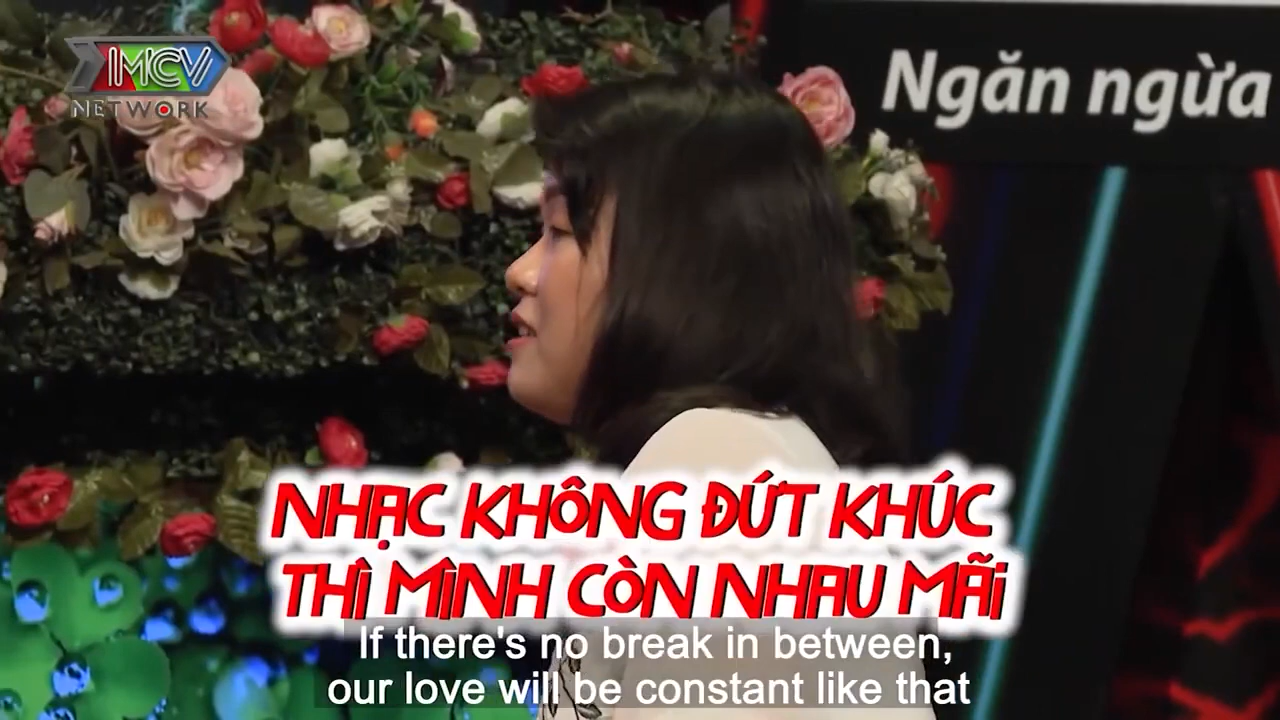 MCV
NETWORK
Ngăn ngừa
NHẠC KHÔNG ĐỨT KHÚC
THÌ MÌNH CÒN NHAU MÃI
If there's no break in between,
our love will be constant like that